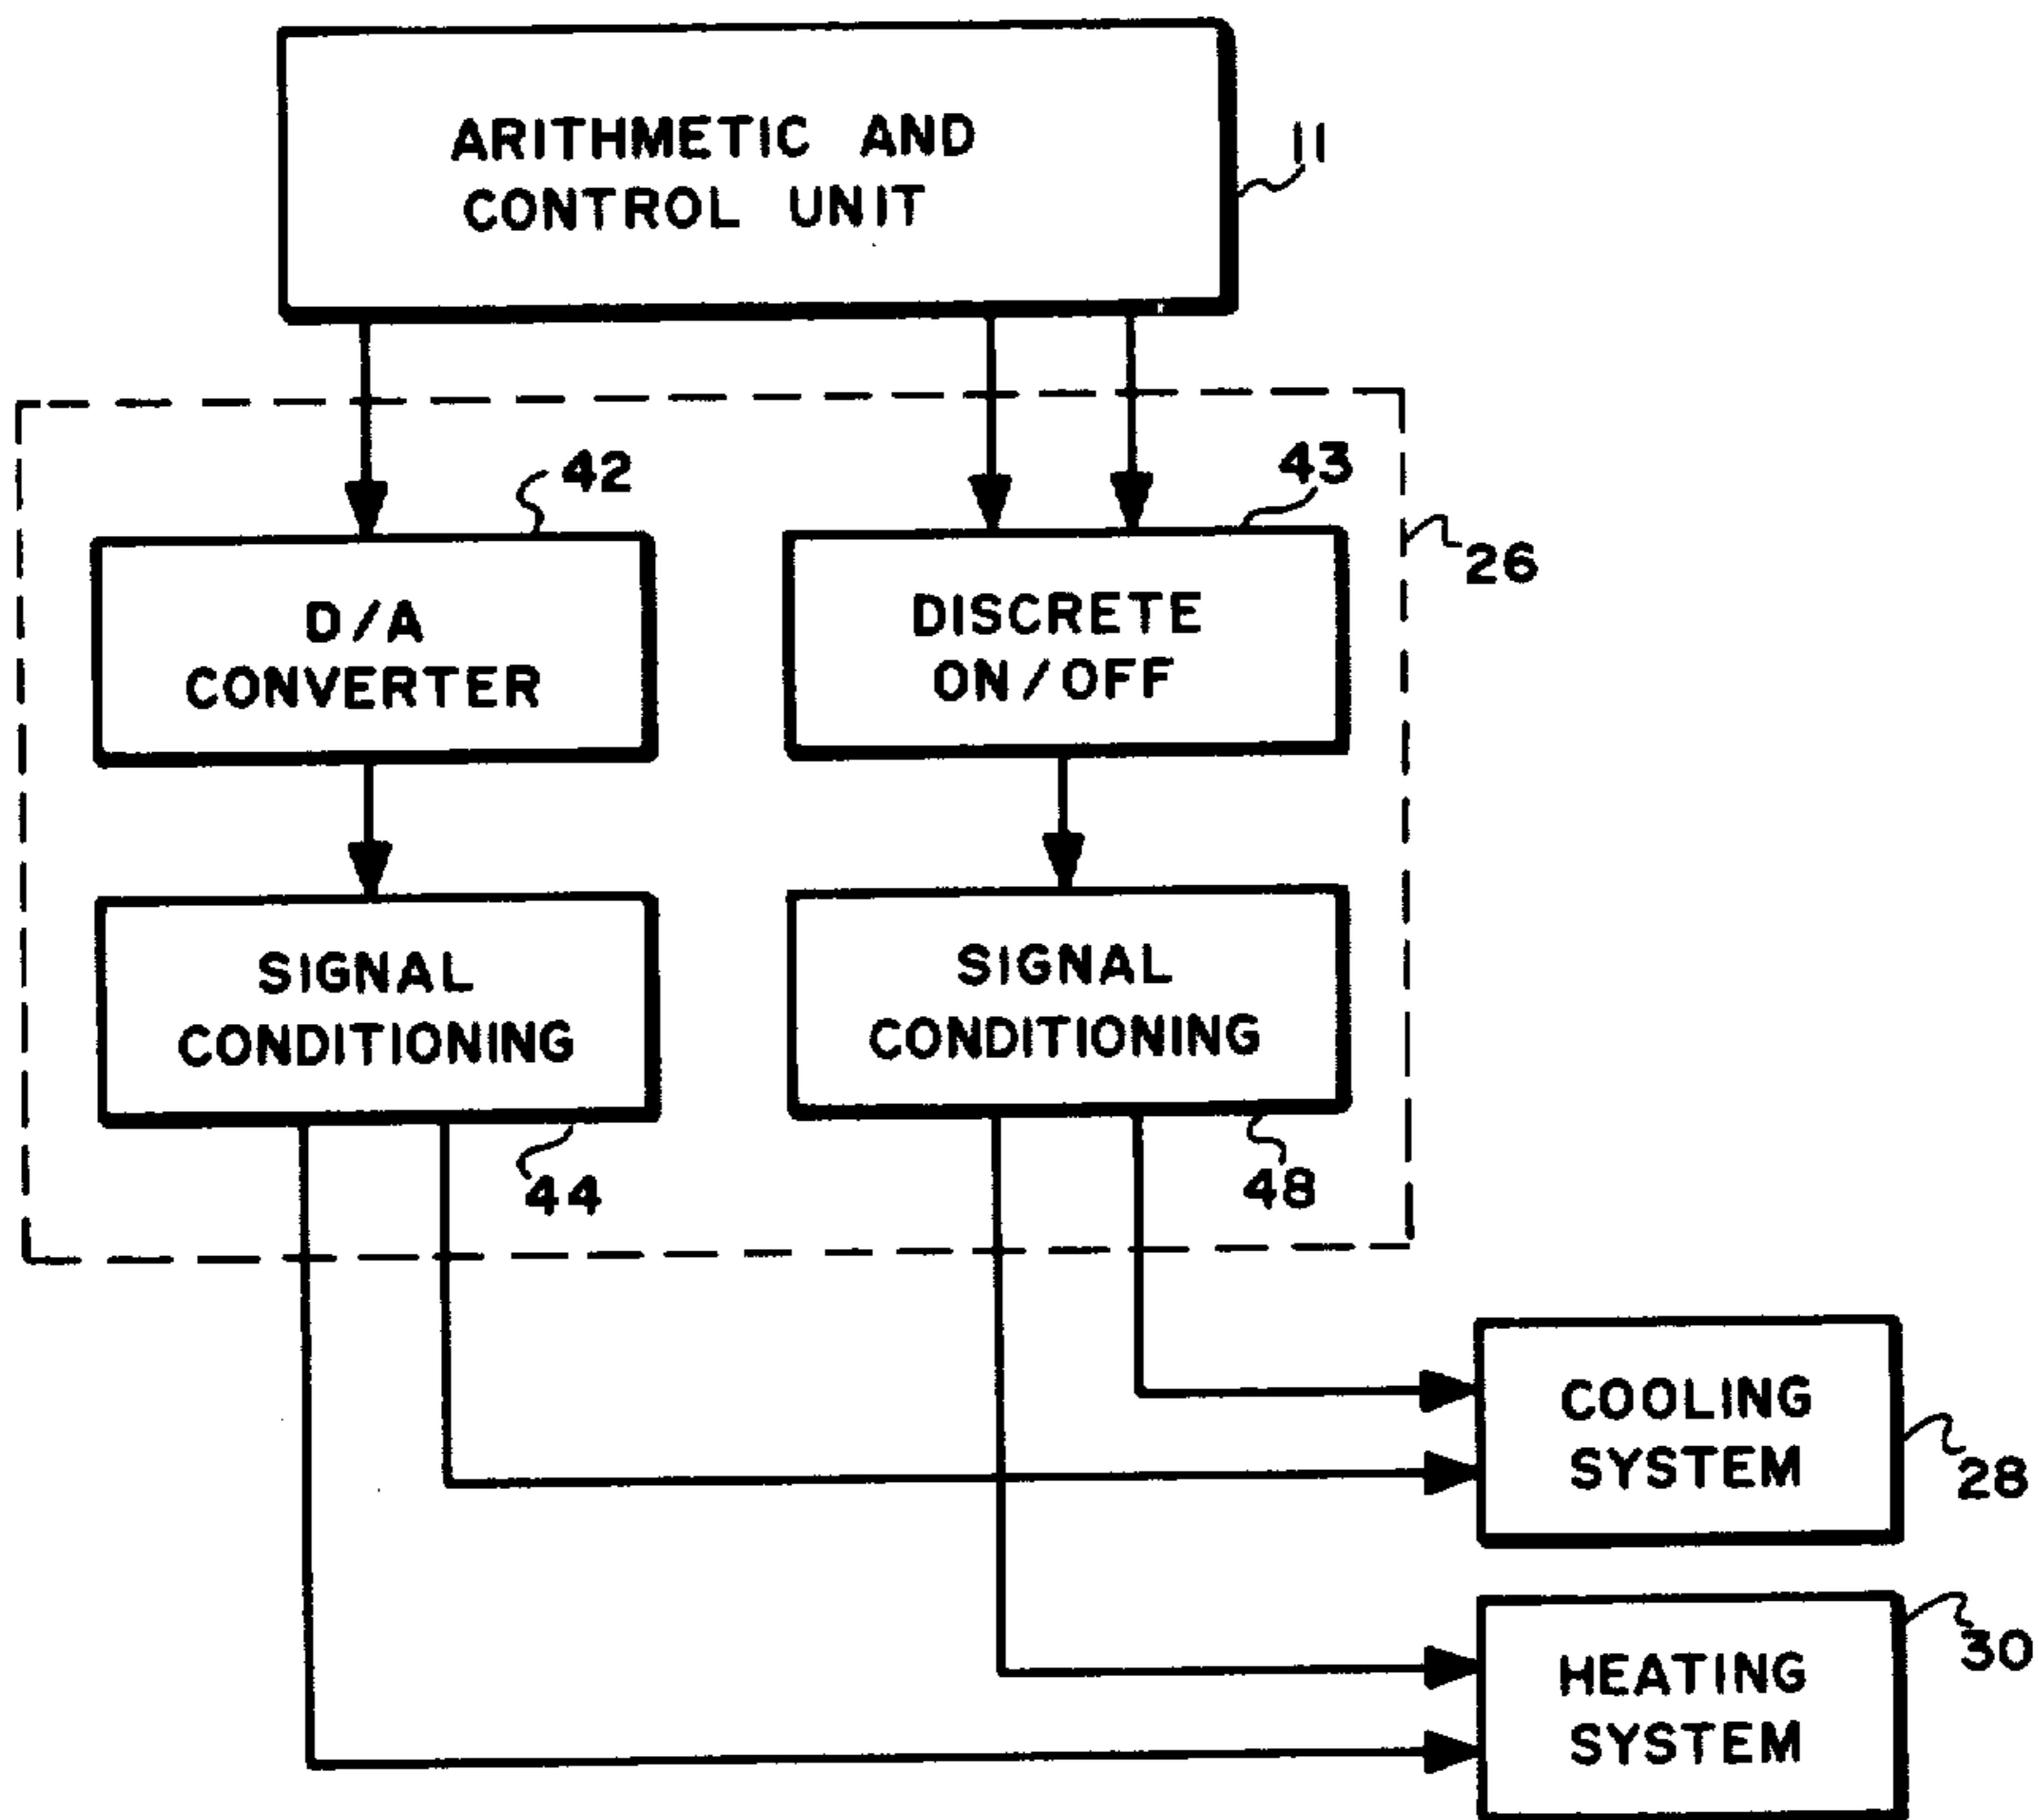 ARITHMETIC AND
CONTROL UNIT
11
42
43
26
D/A
CONVERTER
DISCRETE
ON/OFF
SIGNAL
CONDITIONING
SIGNAL
CONDITIONING
44
48
COOLING
SYSTEM
28
HEATING
SYSTEM
30